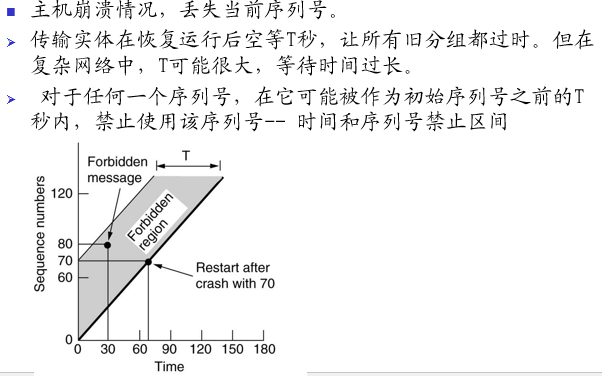 主机崩溃情况，丢失当前序列号。
传输实体在恢复运行后空等T秒，让所有旧分组都过时。但在
复杂网络中，T可能很大，等待时间过长。
对于任何一个序列号，在它可能被作为初始序列号之前的T
秒内，禁止使用该序列号-- 时间和序列号禁止区间
Forbidden
message
T
Forbidden
region
Sequence numbers
120
80
70
60
0
Restart after
crash with 70
0 30 60 90 120 150 180
Time